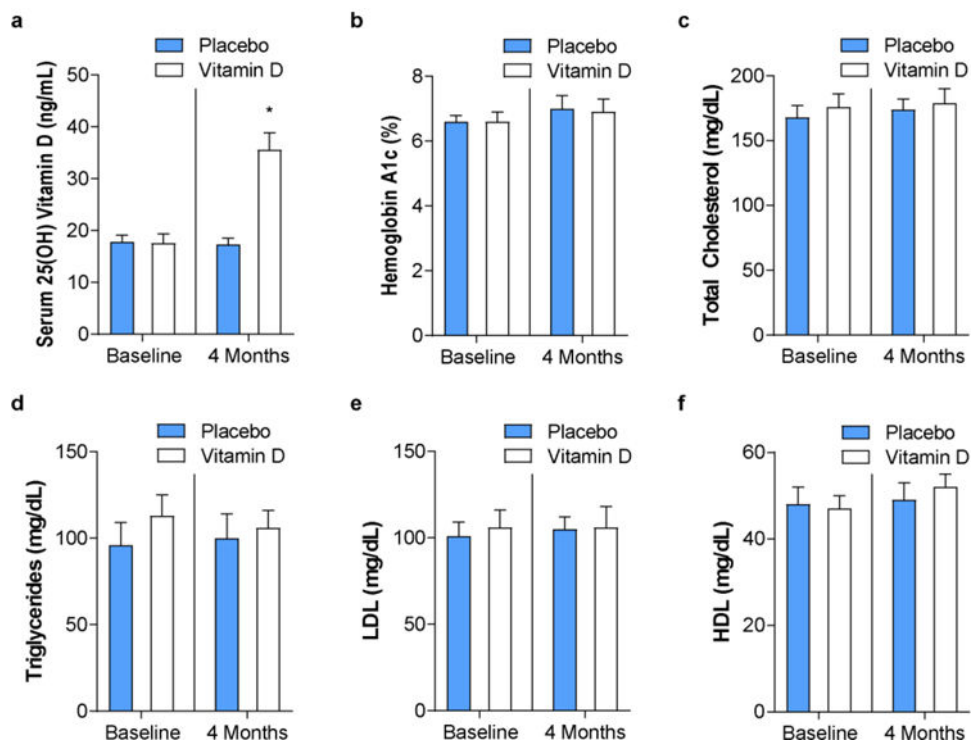 a
Placebo
Vitamin D
Serum 25(OH) Vitamin D (ng/mL)
50
40
30
20
10
0
*
Baseline
4 Months
b
Placebo
Vitamin D
Hemoglobin A1c (%)
8
6
4
2
0
Baseline
4 Months
c
Placebo
Vitamin D
Total Cholesterol (mg/dL)
200
150
100
50
0
Baseline
4 Months
d
Placebo
Vitamin D
Triglycerides (mg/dL)
150
100
50
0
Baseline
4 Months
e
Placebo
Vitamin D
LDL (mg/dL)
150
100
50
0
Baseline
4 Months
f
Placebo
Vitamin D
HDL (mg/dL)
60
40
20
0
Baseline
4 Months